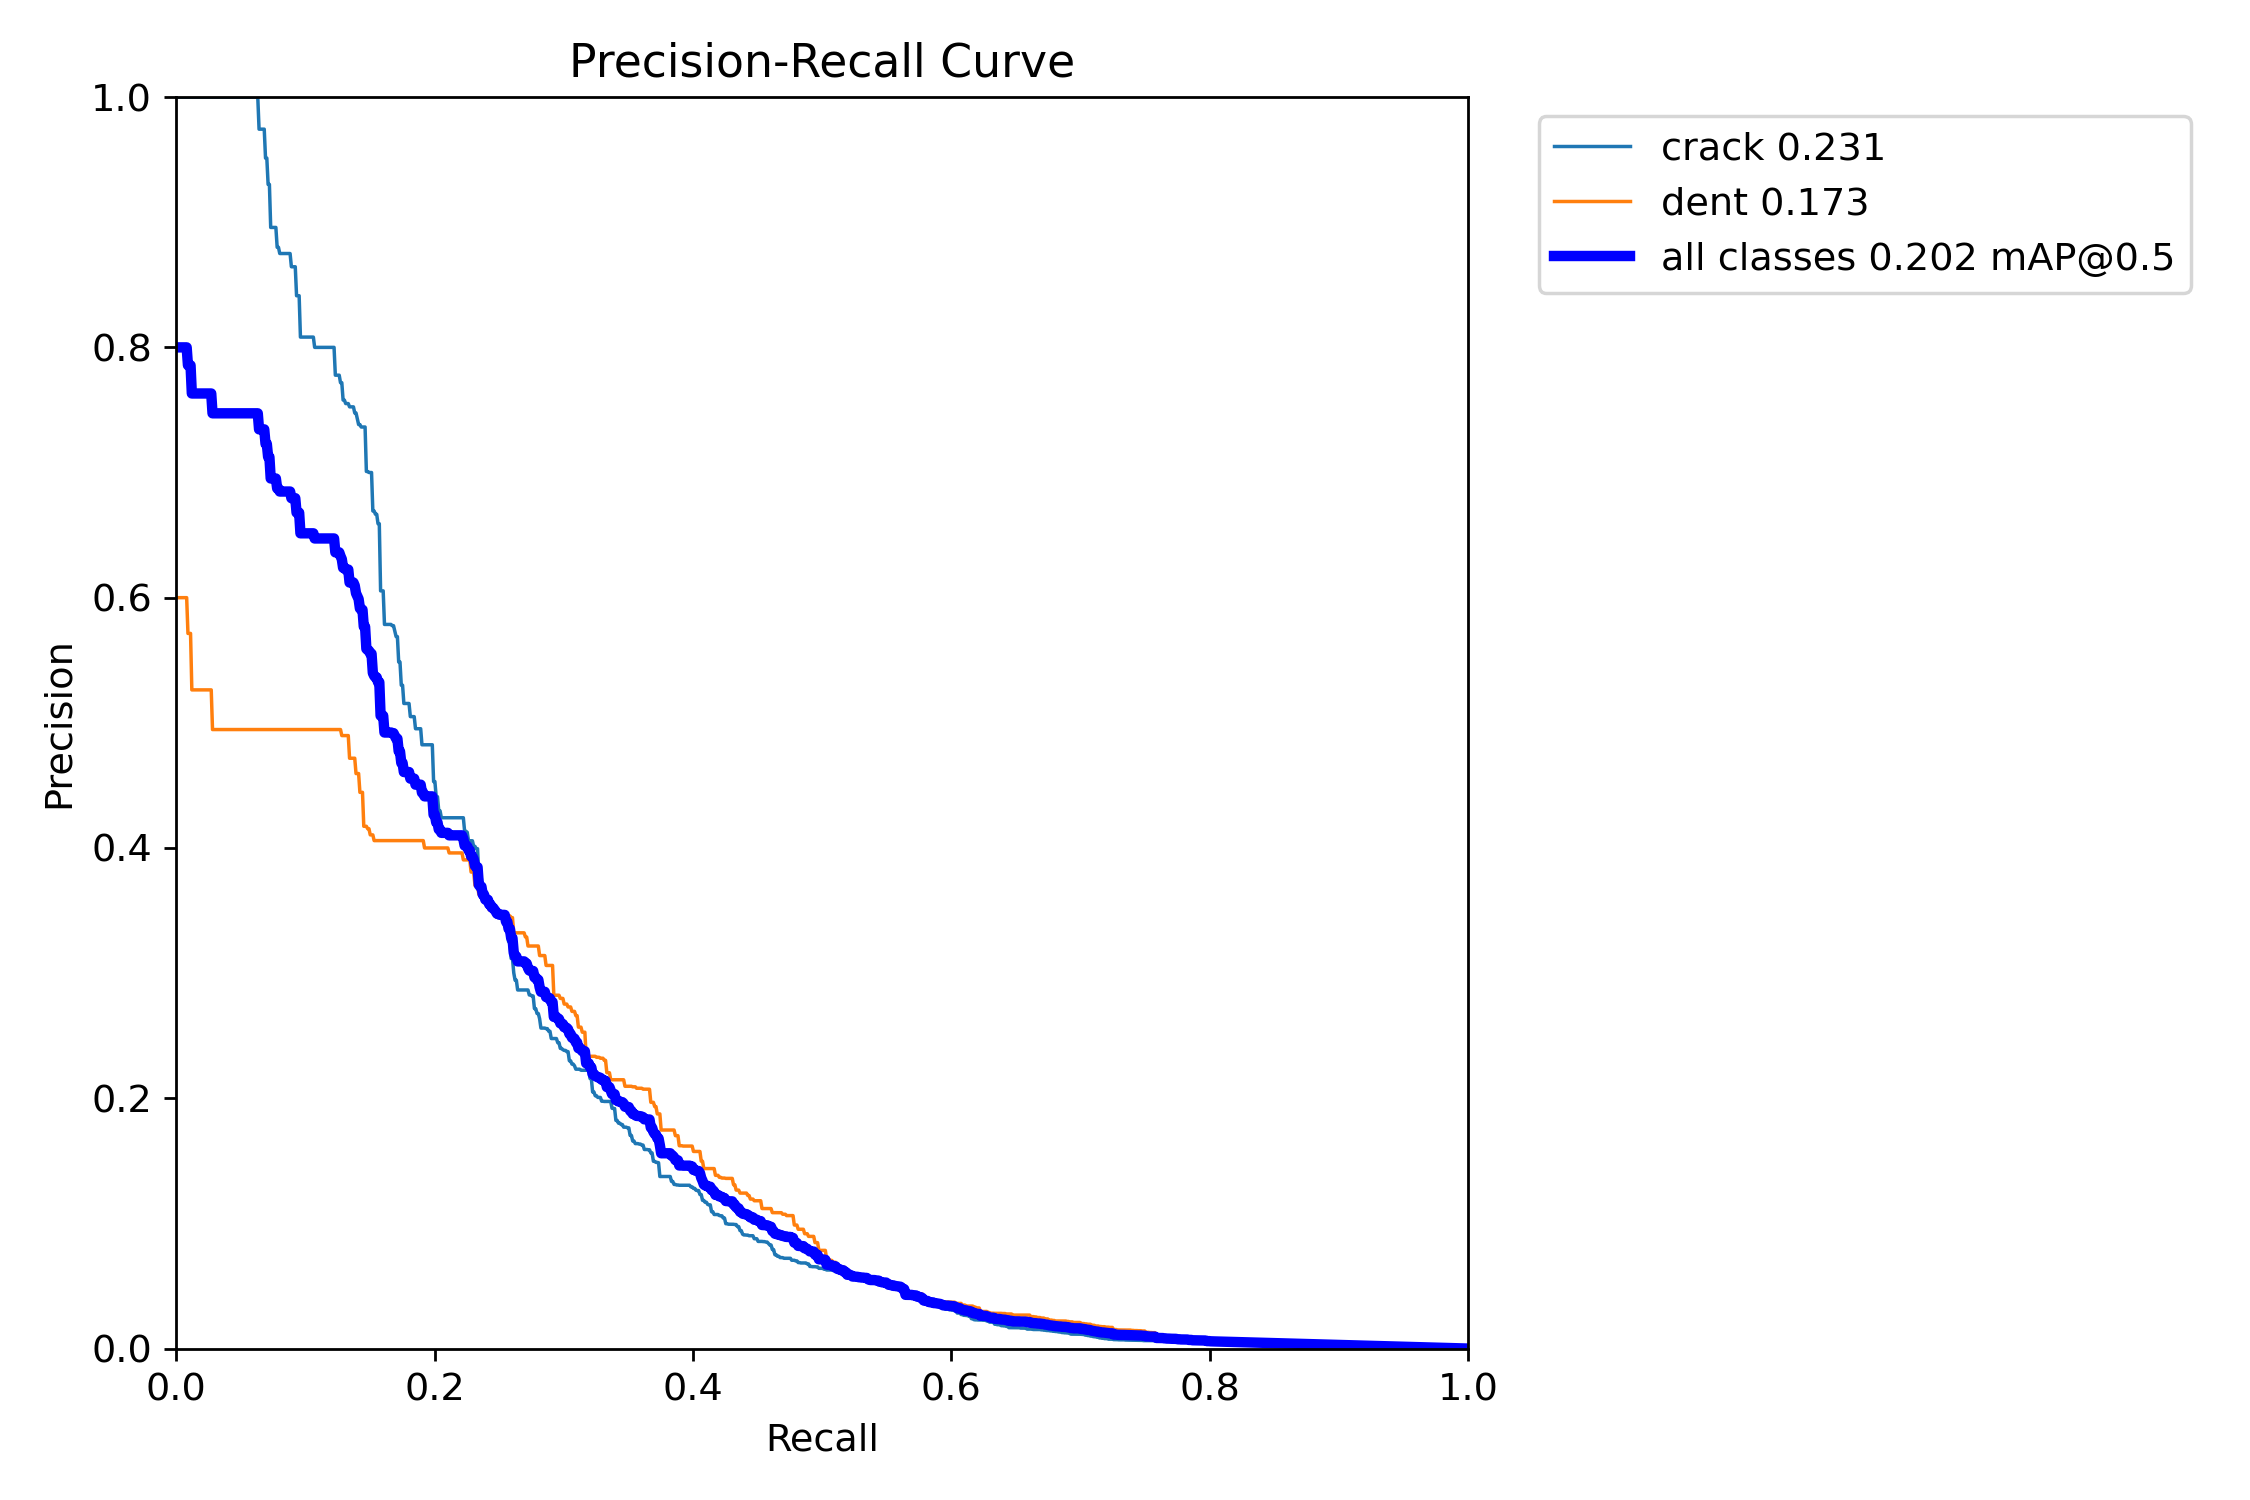 Precision-Recall Curve
1.0
0.8
0.6
0.4
0.2
0.0
Precision
0.0 0.2 0.4 0.6 0.8 1.0
Recall
crack 0.231
dent 0.173
all classes 0.202 mAP@0.5